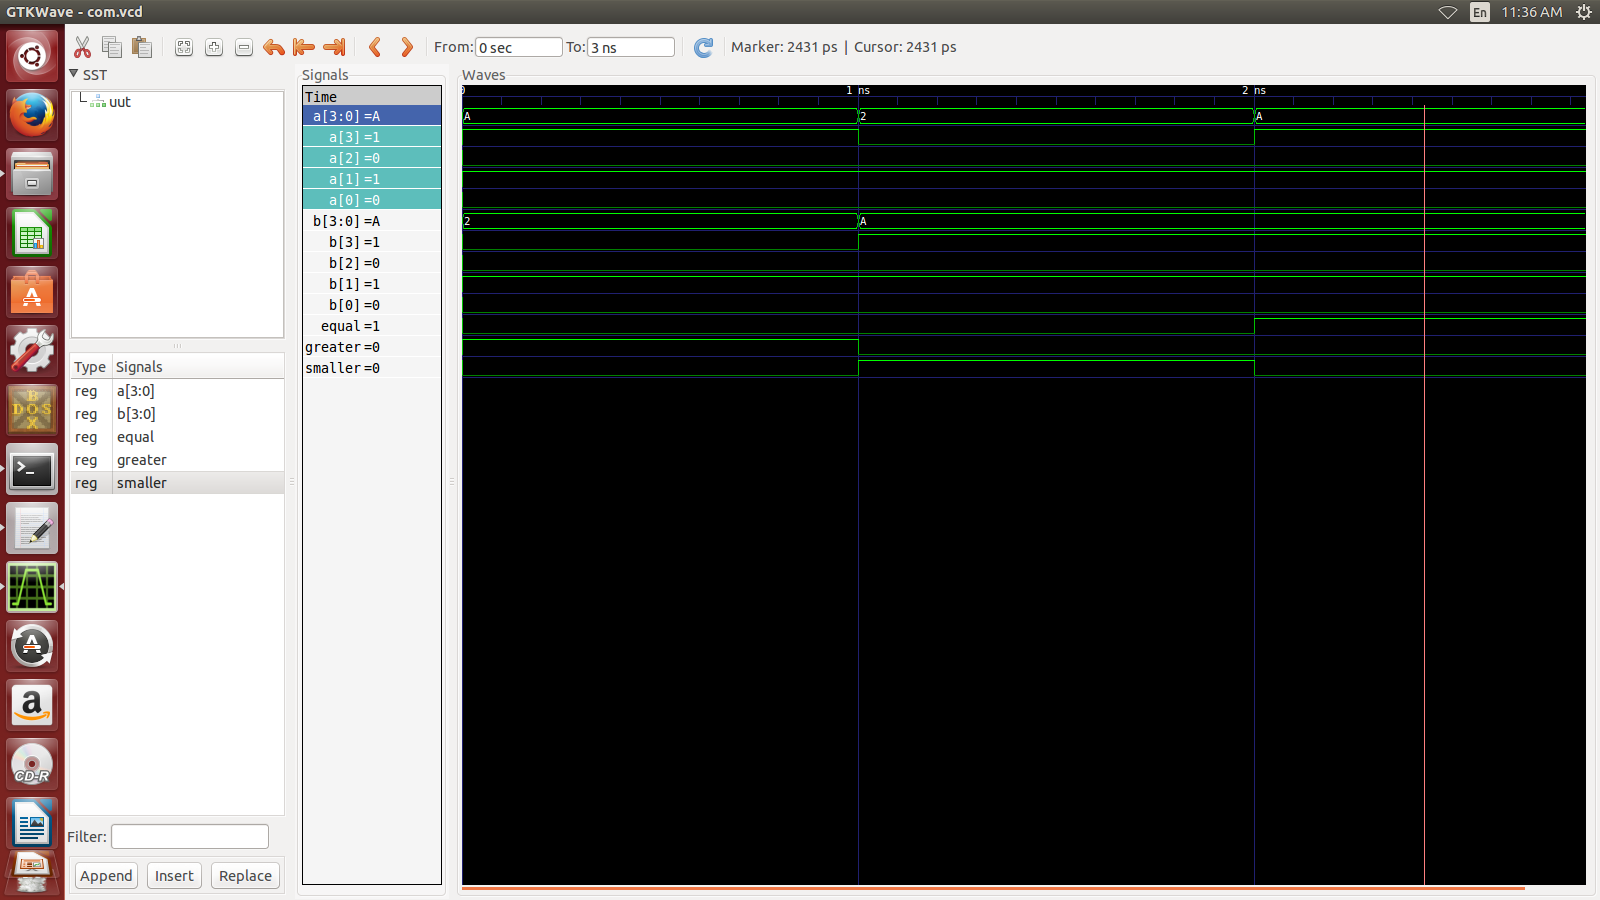 GTKWave - com.vcd
En 11:36 AM
From: 0 sec To: 3 ns Marker: 2431 ps | Cursor: 2431 ps
SST
uut
Type Signals
reg a[3:0]
reg b[3:0]
reg equal
reg greater
reg smaller
Filter:
Append Insert Replace
Signals
Time
a[3:0]=A
a[3]=1
a[2]=0
a[1]=1
a[0]=0
b[3:0]=A
b[3]=1
b[2]=0
b[1]=1
b[0]=0
equal=1
greater=0
smaller=0
Waves
0 1 ns 2 ns
A 2 A
2 A
DOS
BOX
>_
a
CD-R